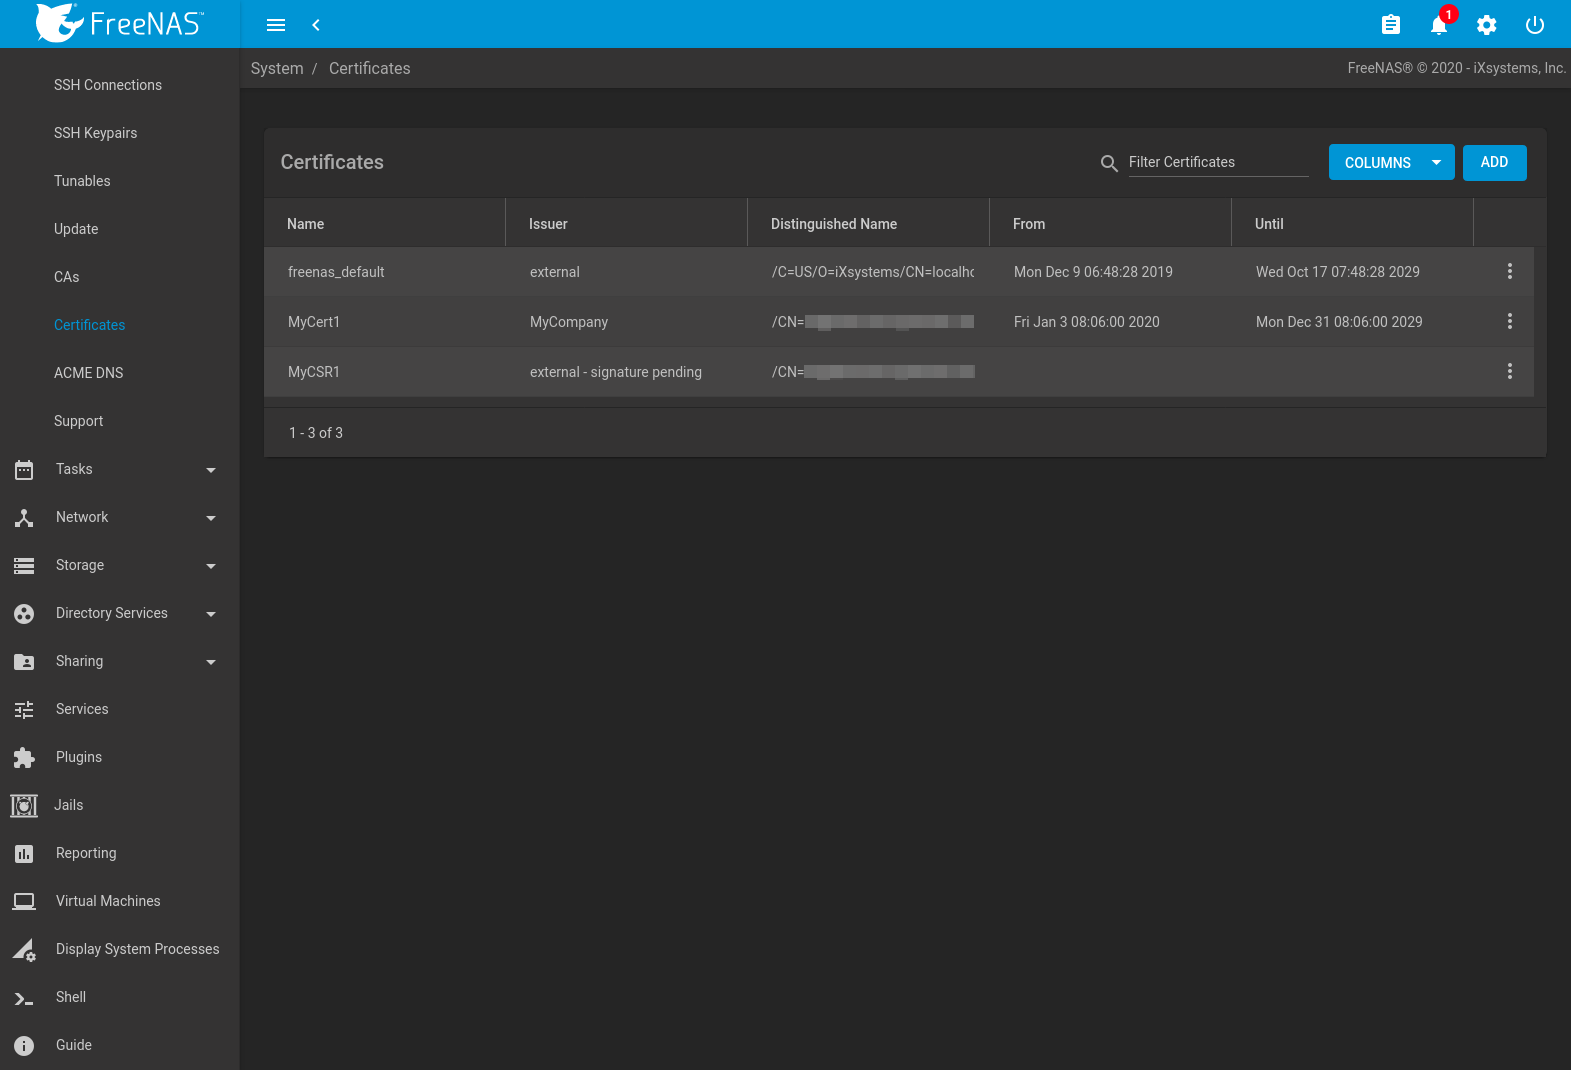 FreeNAS™
1
System / Certificates
FreeNAS® © 2020 - iXsystems, Inc.
SSH Connections
SSH Keypairs
Tunables
Update
CAs
Certificates
ACME DNS
Support
Tasks
Network
Storage
Directory Services
Sharing
Services
Plugins
Jails
Reporting
Virtual Machines
Display System Processes
Shell
Guide
Certificates
Filter Certificates
COLUMNS
ADD
Name Issuer Distinguished Name From Until
freenas_default external /C=US/O=iXsystems/CN=localhc Mon Dec 9 06:48:28 2019 Wed Oct 17 07:48:28 2029
MyCert1 MyCompany /CN= Fri Jan 3 08:06:00 2020 Mon Dec 31 08:06:00 2029
MyCSR1 external - signature pending /CN=
1 - 3 of 3